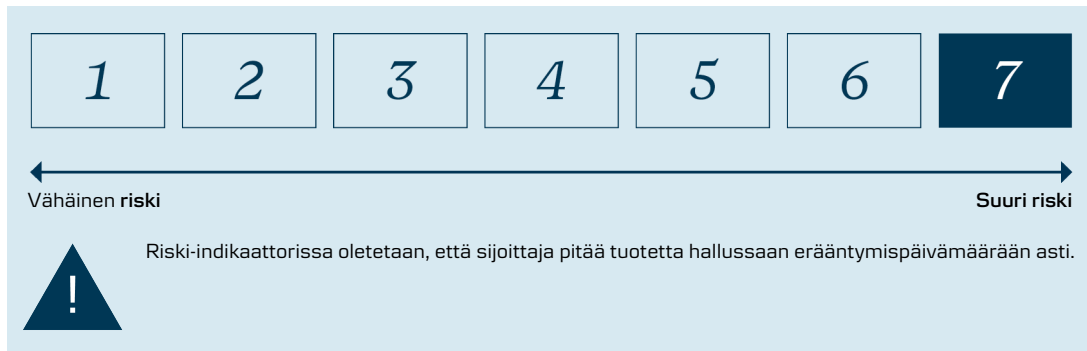 1 2 3 4 5 6 7
Vähäinen riski Suuri riski
Riski-indikaattorissa oletetaan, että sijoittaja pitää tuotetta hallussaan erääntymispäivämäärään asti.
!